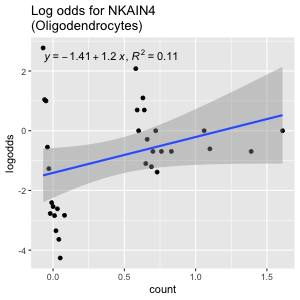 Log odds for NKAIN4
(Oligodendrocytes)
y = −1.41 + 1.2 x, R² = 0.11
logodds
2
0
-2
-4
0.0 0.5 1.0 1.5
count